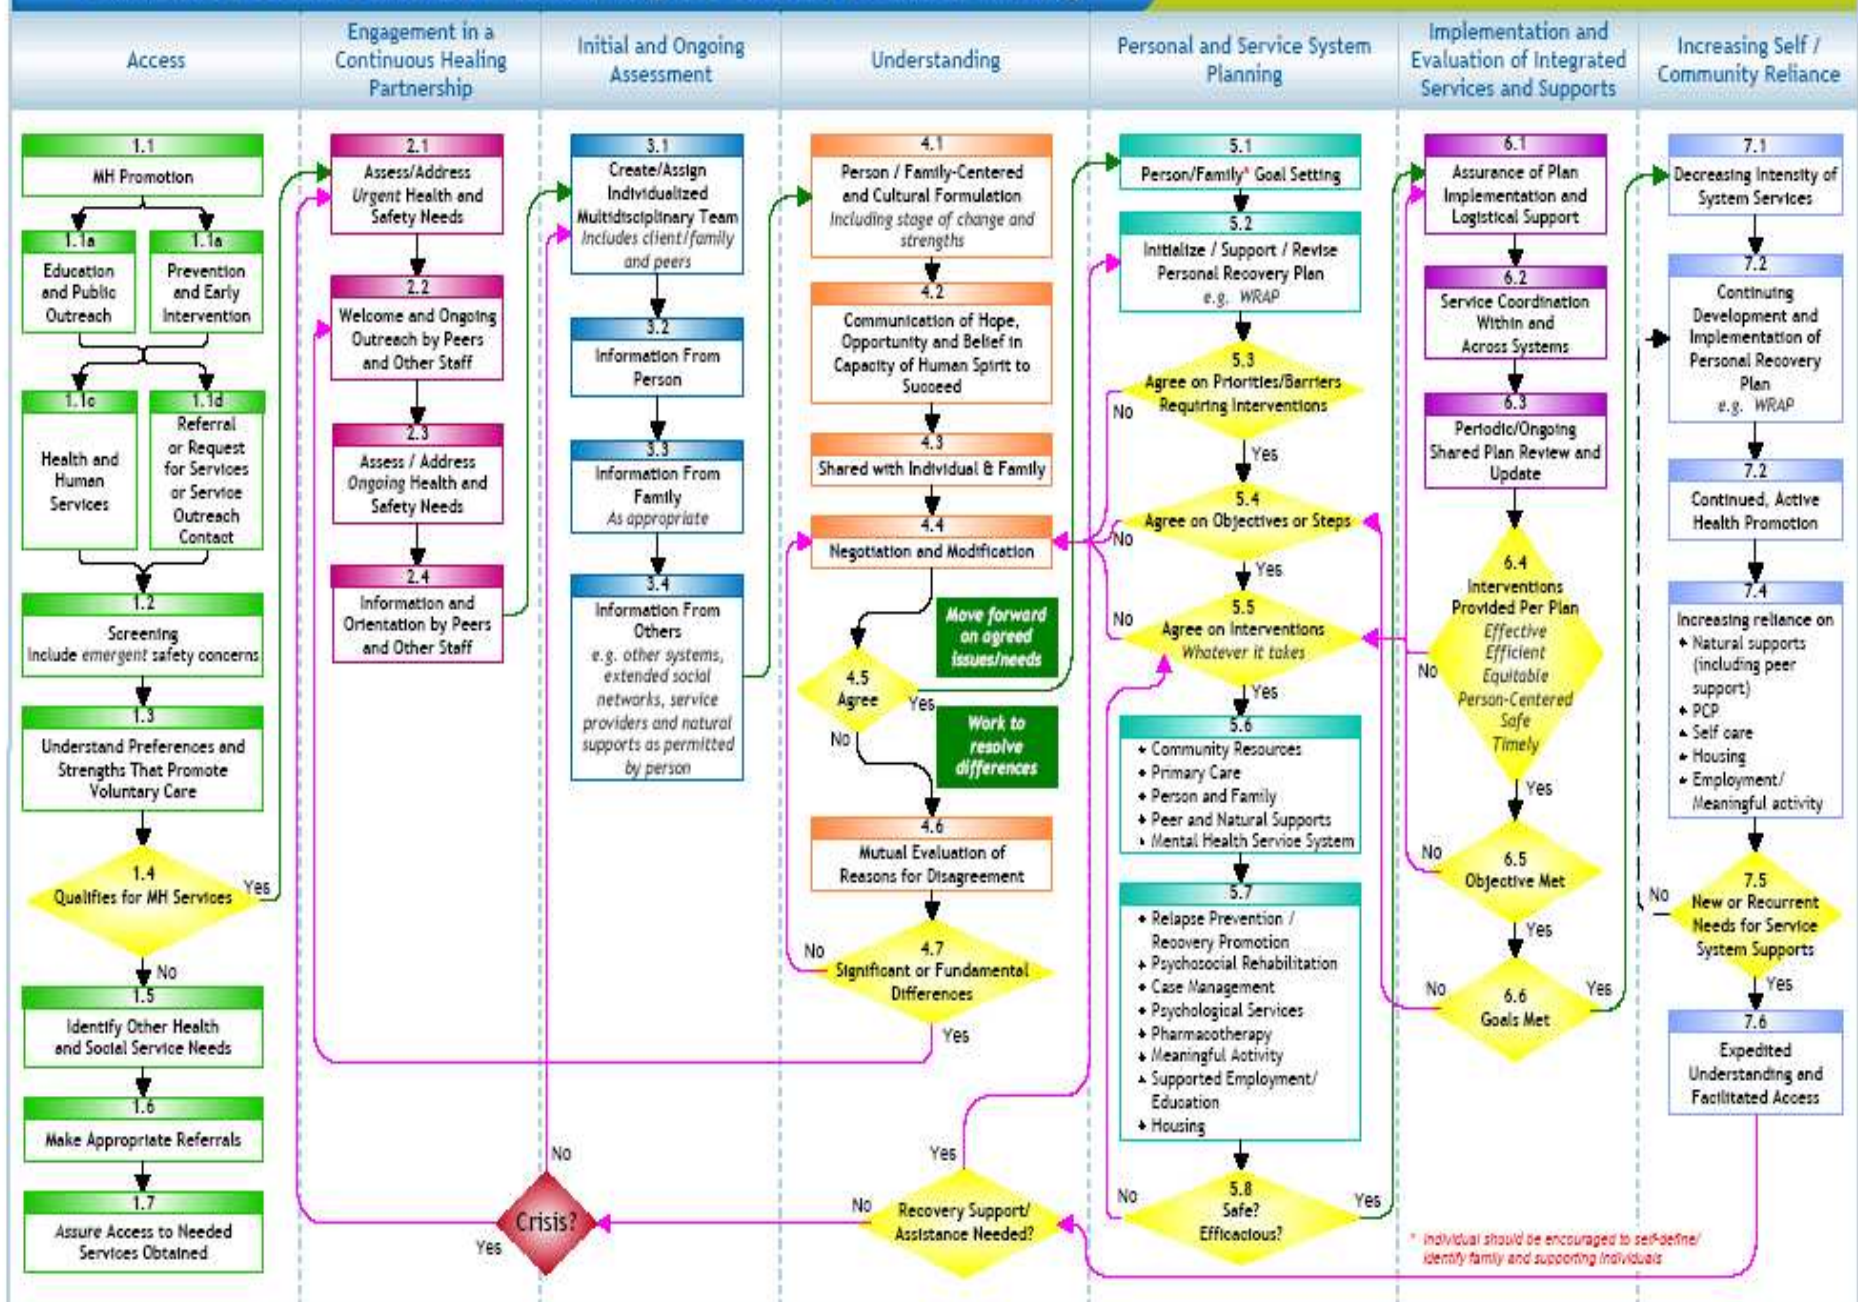 Access
Engagement in a
Continuous Healing
Partnership
Initial and Ongoing
Assessment
Understanding
Personal and Service System
Planning
Implementation and
Evaluation of Integrated
Services and Supports
Increasing Self /
Community Reliance
1.1
MH Promotion
1.1a
Education
and Public
Outreach
1.1a
Prevention
and Early
Intervention
1.1c
Health and
Human
Services
1.1d
Referral
or Request
for Services
or Service
Outreach
Contact
1.2
Screening
Include emergent safety concerns
1.3
Understand Preferences and
Strengths That Promote
Voluntary Care
1.4
Qualifies for MH Services
Yes
No
1.5
Identify Other Health
and Social Service Needs
1.6
Make Appropriate Referrals
1.7
Assure Access to Needed
Services Obtained
2.1
Assess/Address
Urgent Health and
Safety Needs
2.2
Welcome and Ongoing
Outreach by Peers
and Other Staff
2.3
Assess / Address
Ongoing Health and
Safety Needs
2.4
Information and
Orientation by Peers
and Other Staff
3.1
Create/Assign
Individualized
Multidisciplinary Team
Includes client/family
and peers
3.2
Information From
Person
3.3
Information From
Family
As appropriate
3.4
Information From
Others
e.g. other systems,
extended social
networks, service
providers and natural
supports as permitted
by person
No
Crisis?
Yes
4.1
Person / Family-Centered
and Cultural Formulation
Including stage of change and
strengths
4.2
Communication of Hope,
Opportunity and Belief in
Capacity of Human Spirit to
Succeed
4.3
Shared with Individual & Family
4.4
Negotiation and Modification
Move forward
on agreed
issues/needs
4.5
Agree
Yes
No
Work to
resolve
differences
4.6
Mutual Evaluation of
Reasons for Disagreement
4.7
Significant or Fundamental
Differences
No
Yes
Yes
No
Recovery Support/
Assistance Needed?
5.1
Person/Family* Goal Setting
5.2
Initialize / Support / Revise
Personal Recovery Plan
e.g. WRAP
5.3
Agree on Priorities/Barriers
Requiring Interventions
No
Yes
5.4
Agree on Objectives or Steps
No
Yes
5.5
Agree on Interventions
Whatever it takes
No
Yes
5.6
Community Resources
Primary Care
Person and Family
Peer and Natural Supports
Mental Health Service System
5.7
Relapse Prevention /
Recovery Promotion
Psychosocial Rehabilitation
Case Management
Psychological Services
Pharmacotherapy
Meaningful Activity
Supported Employment/
Education
Housing
5.8
Safe?
Efficacious?
No
Yes
6.1
Assurance of Plan
Implementation and
Logistical Support
6.2
Service Coordination
Within and
Across Systems
6.3
Periodic/Ongoing
Shared Plan Review and
Update
6.4
Interventions
Provided Per Plan
Effective
Efficient
Equitable
Person-Centered
Safe
Timely
No
Yes
6.5
Objective Met
No
Yes
6.6
Goals Met
No
Yes
7.1
Decreasing Intensity of
System Services
7.2
Continuing
Development and
Implementation of
Personal Recovery
Plan
e.g. WRAP
7.2
Continued, Active
Health Promotion
7.4
Increasing reliance on
Natural supports
(including peer
support)
PCP
Self care
Housing
Employment/
Meaningful activity
7.5
New or Recurrent
Needs for Service
System Supports
No
Yes
7.6
Expedited
Understanding and
Facilitated Access
* Individual should be encouraged to self-define/
identify family and supporting individuals